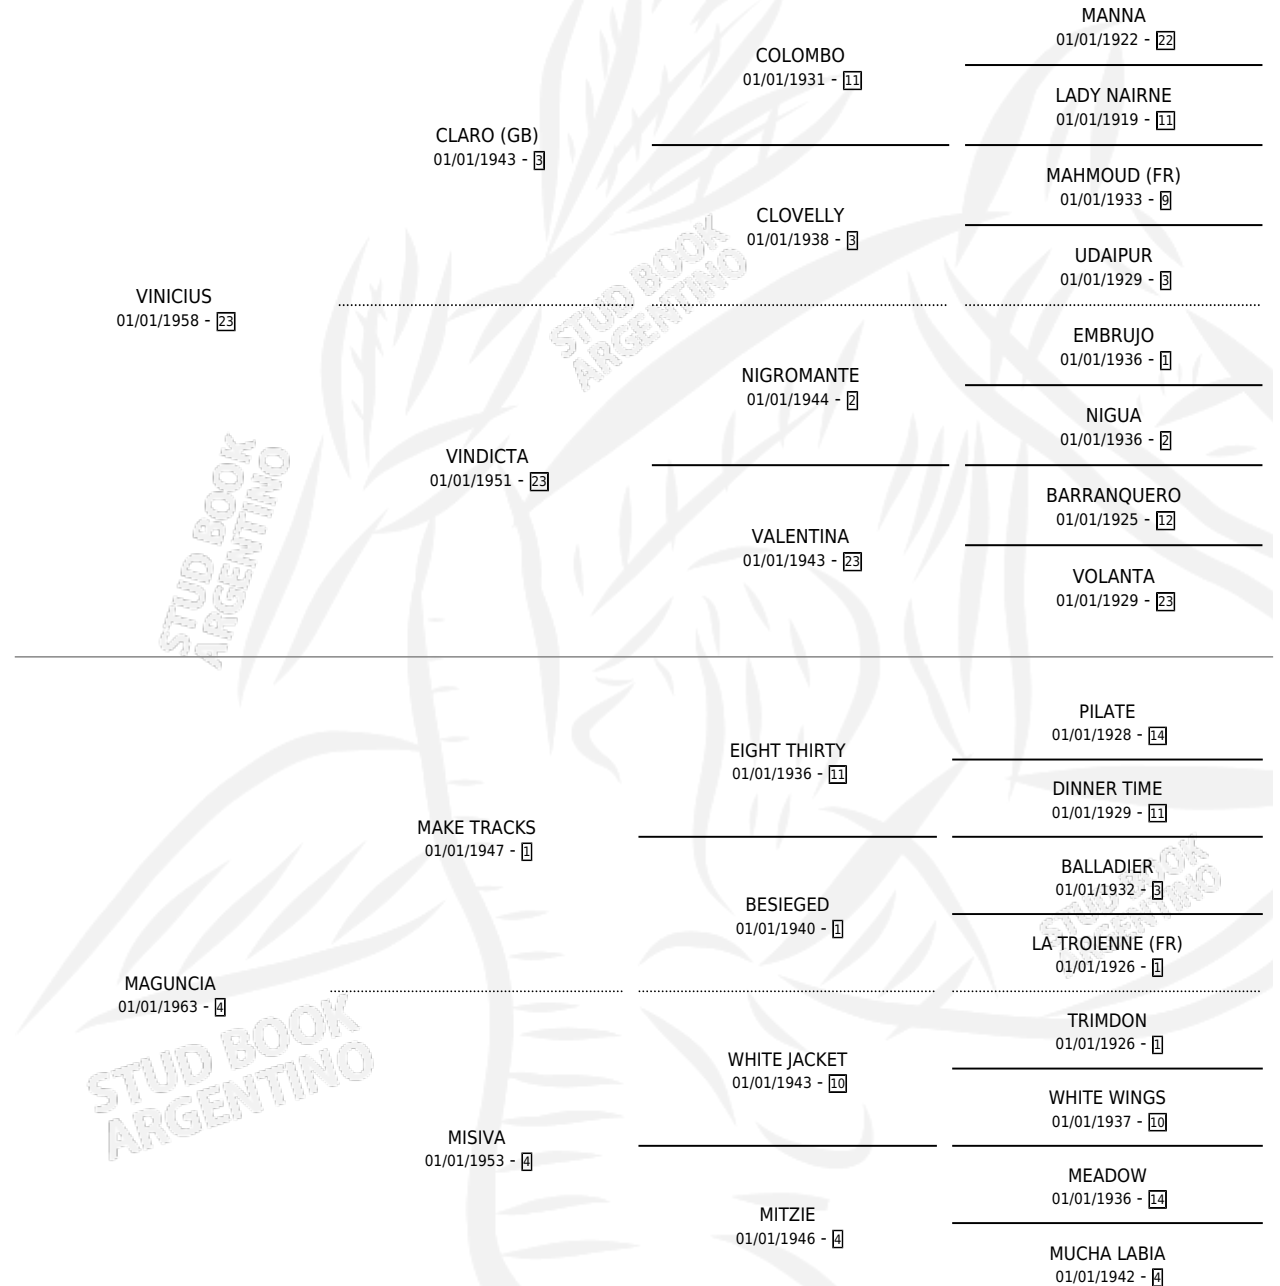 MANNA
01/01/1922 - 22
COLOMBO
01/01/1931 - 11
LADY NAIRNE
01/01/1919 - 11
CLARO (GB)
01/01/1943 - 3
MAHMOUD (FR)
01/01/1933 - 9
CLOVELLY
01/01/1938 - 3
UDAIPUR
01/01/1929 - 3
VINICIUS
01/01/1958 - 23
EMBRUJO
01/01/1936 - 1
NIGROMANTE
01/01/1944 - 2
NIGUA
01/01/1936 - 2
VINDICTA
01/01/1951 - 23
BARRANQUERO
01/01/1925 - 12
VALENTINA
01/01/1943 - 23
VOLANTA
01/01/1929 - 23
PILATE
01/01/1928 - 14
EIGHT THIRTY
01/01/1936 - 11
DINNER TIME
01/01/1929 - 11
MAKE TRACKS
01/01/1947 - 1
BALLADIER
01/01/1932 - 3
BESIEGED
01/01/1940 - 1
LA TROIENNE (FR)
01/01/1926 - 1
MAGUNCIA
01/01/1963 - 4
TRIMDON
01/01/1926 - 1
WHITE JACKET
01/01/1943 - 10
WHITE WINGS
01/01/1937 - 10
MISIVA
01/01/1953 - 4
MEADOW
01/01/1936 - 14
MITZIE
01/01/1946 - 4
MUCHA LABIA
01/01/1942 - 4
STUD BOOK
ARGENTINO
STUD BOOK
ARGENTINO
STUD BOOK
ARGENTINO
STUD BOOK
ARGENTINO